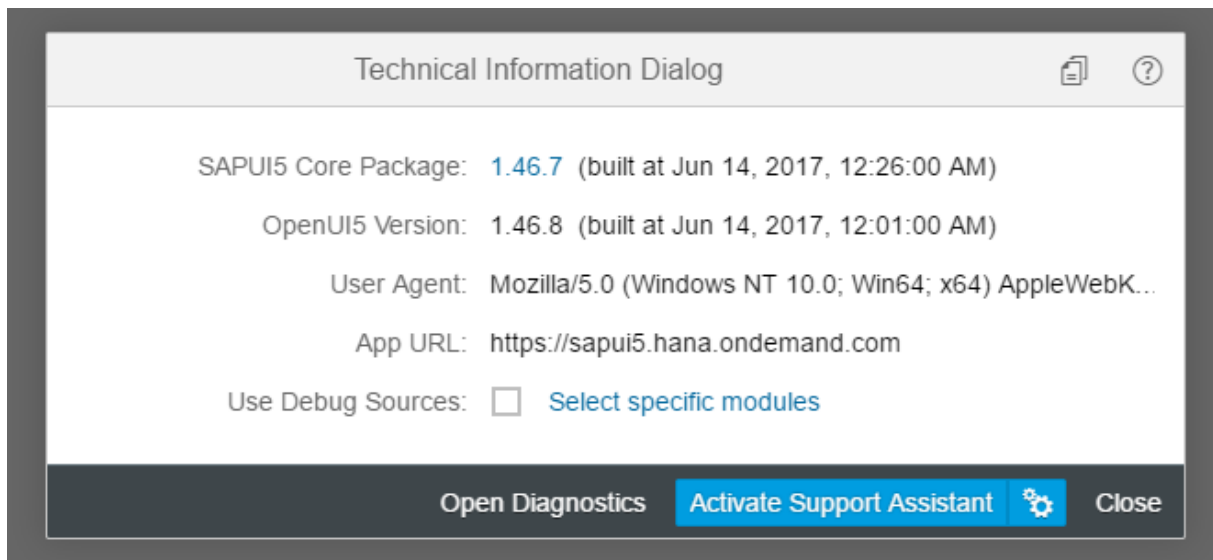 Technical Information Dialog
SAPUI5 Core Package: 1.46.7 (built at Jun 14, 2017, 12:26:00 AM)
OpenUI5 Version: 1.46.8 (built at Jun 14, 2017, 12:01:00 AM)
User Agent: Mozilla/5.0 (Windows NT 10.0; Win64; x64) AppleWebK...
App URL: https://sapui5.hana.ondemand.com
Use Debug Sources: Select specific modules
Open Diagnostics Activate Support Assistant Close